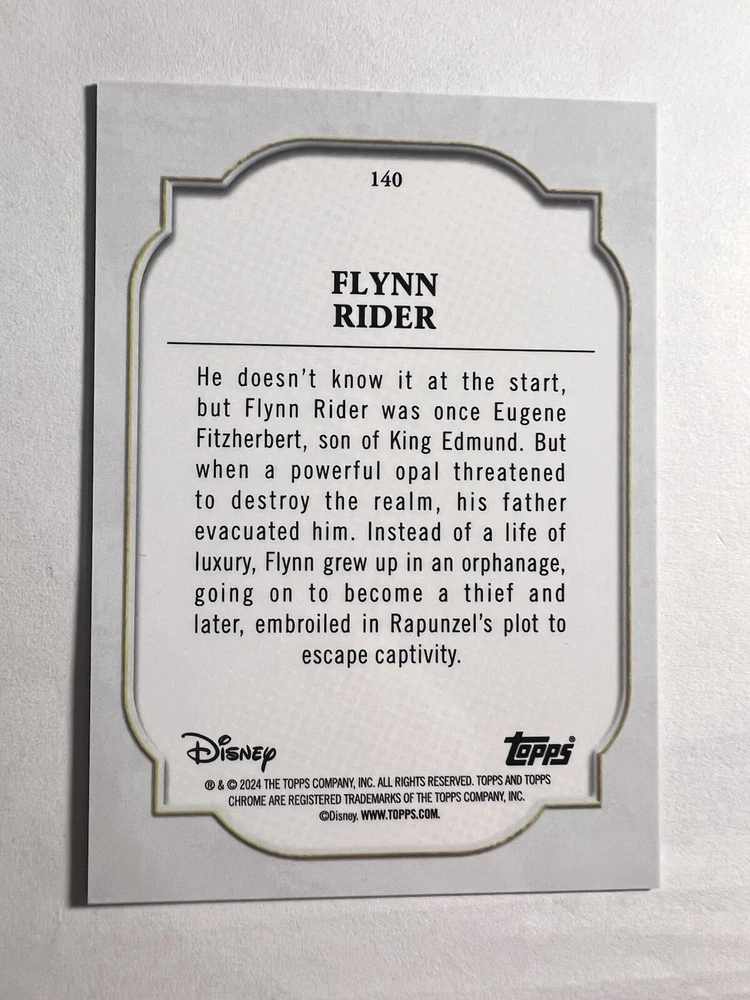 140
FLYNN
RIDER
He doesn't know it at the start,
but Flynn Rider was once Eugene
Fitzherbert, son of King Edmund. But
when a powerful opal threatened
to destroy the realm, his father
evacuated him. Instead of a life of
luxury, Flynn grew up in an orphanage,
going on to become a thief and
later, embroiled in Rapunzel's plot to
escape captivity.
Disney
topps®
® & © 2024 THE TOPPS COMPANY, INC. ALL RIGHTS RESERVED. TOPPS AND TOPPS
CHROME ARE REGISTERED TRADEMARKS OF THE TOPPS COMPANY, INC.
©Disney. WWW.TOPPS.COM.